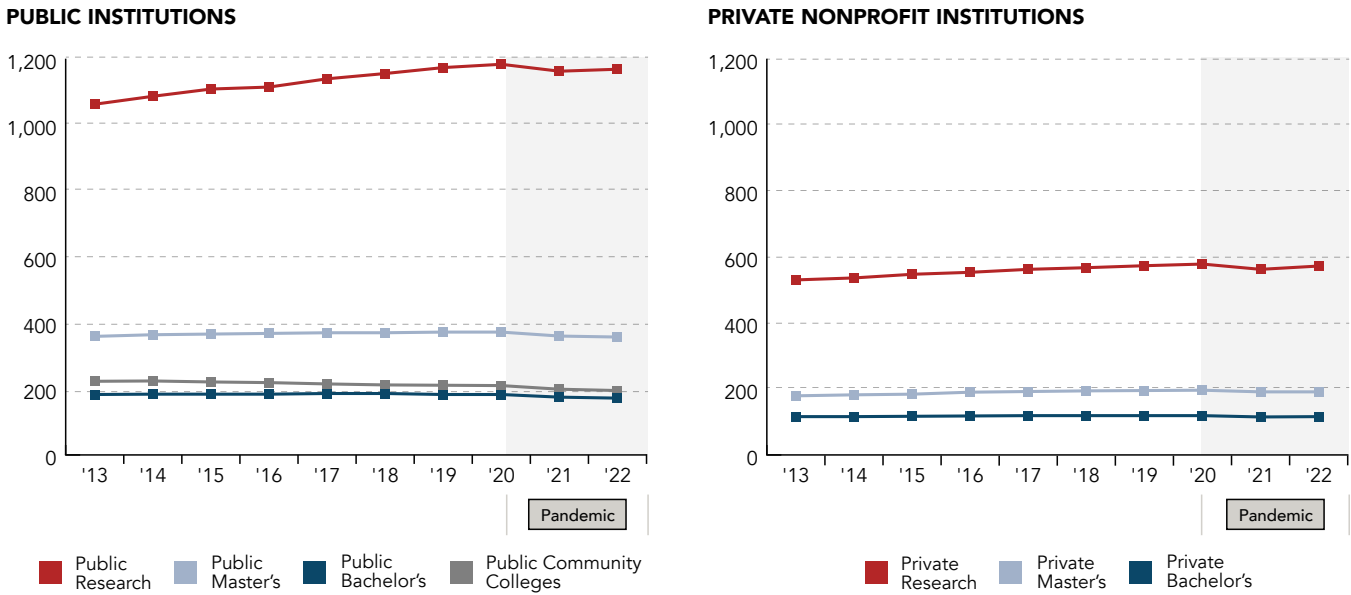 PUBLIC INSTITUTIONS
1,200
1,000
800
600
400
200
0
'13 '14 '15 '16 '17 '18 '19 '20 '21 '22
Pandemic
Public
Research
Public
Master's
Public
Bachelor's
Public Community
Colleges
PRIVATE NONPROFIT INSTITUTIONS
1,200
1,000
800
600
400
200
0
'13 '14 '15 '16 '17 '18 '19 '20 '21 '22
Pandemic
Private
Research
Private
Master's
Private
Bachelor's